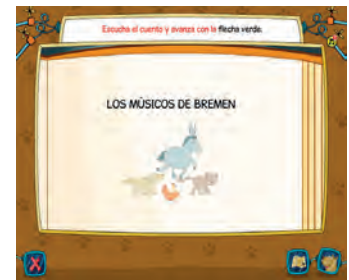 Escucha el cuento y avanza con la flecha verde.
LOS MÚSICOS DE BREMEN